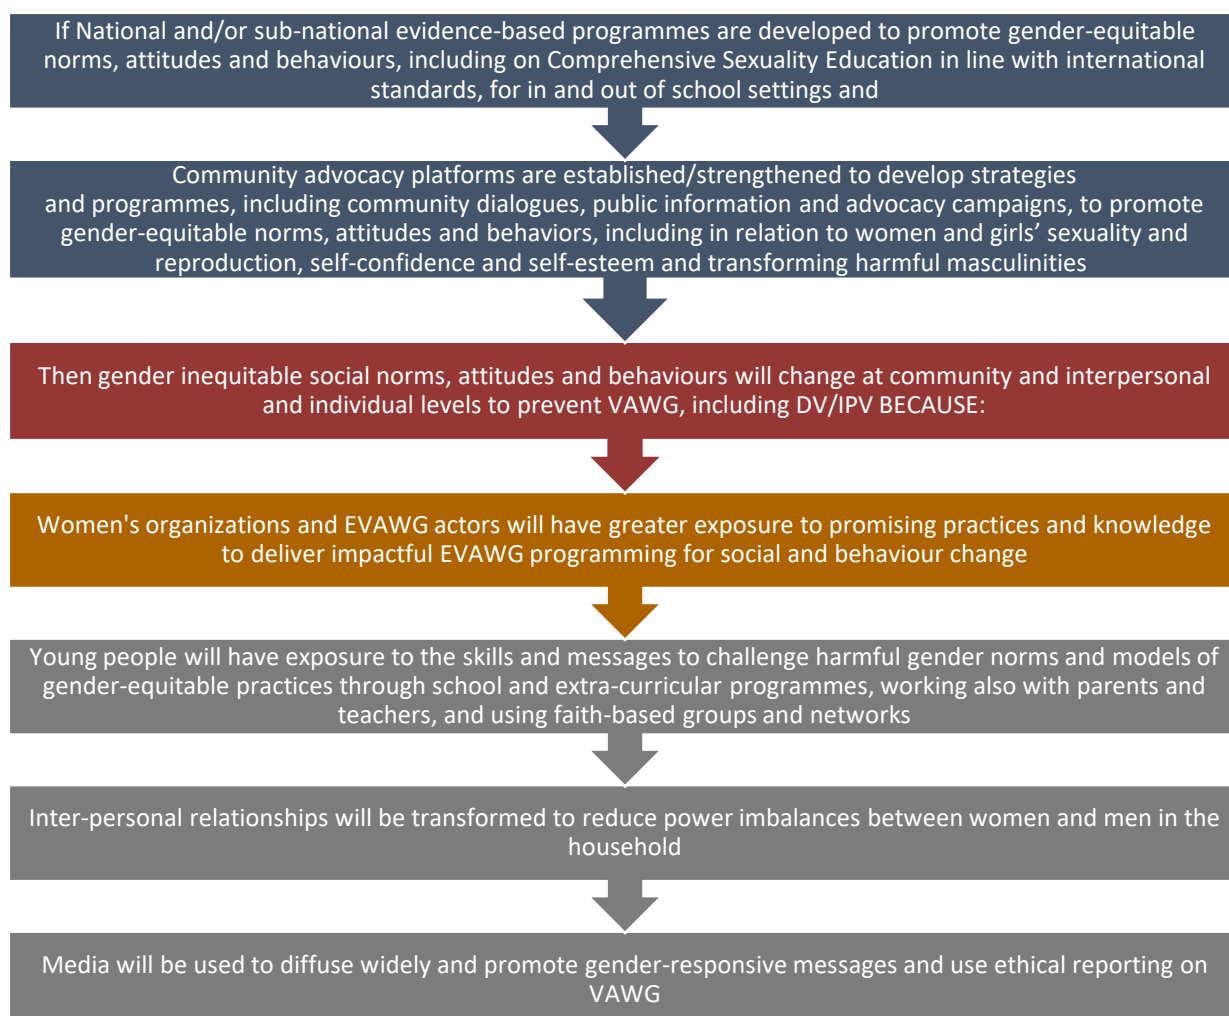 If National and/or sub-national evidence-based programmes are developed to promote gender-equitable
norms, attitudes and behaviours, including on Comprehensive Sexuality Education in line with international
standards, for in and out of school settings and
Community advocacy platforms are established/strengthened to develop strategies
and programmes, including community dialogues, public information and advocacy campaigns, to promote
gender-equitable norms, attitudes and behaviors, including in relation to women and girls’ sexuality and
reproduction, self-confidence and self-esteem and transforming harmful masculinities
Then gender inequitable social norms, attitudes and behaviours will change at community and interpersonal
and individual levels to prevent VAWG, including DV/IPV BECAUSE:
Women's organizations and EVAWG actors will have greater exposure to promising practices and knowledge
to deliver impactful EVAWG programming for social and behaviour change
Young people will have exposure to the skills and messages to challenge harmful gender norms and models of
gender-equitable practices through school and extra-curricular programmes, working also with parents and
teachers, and using faith-based groups and networks
Inter-personal relationships will be transformed to reduce power imbalances between women and men in the
household
Media will be used to diffuse widely and promote gender-responsive messages and use ethical reporting on
VAWG